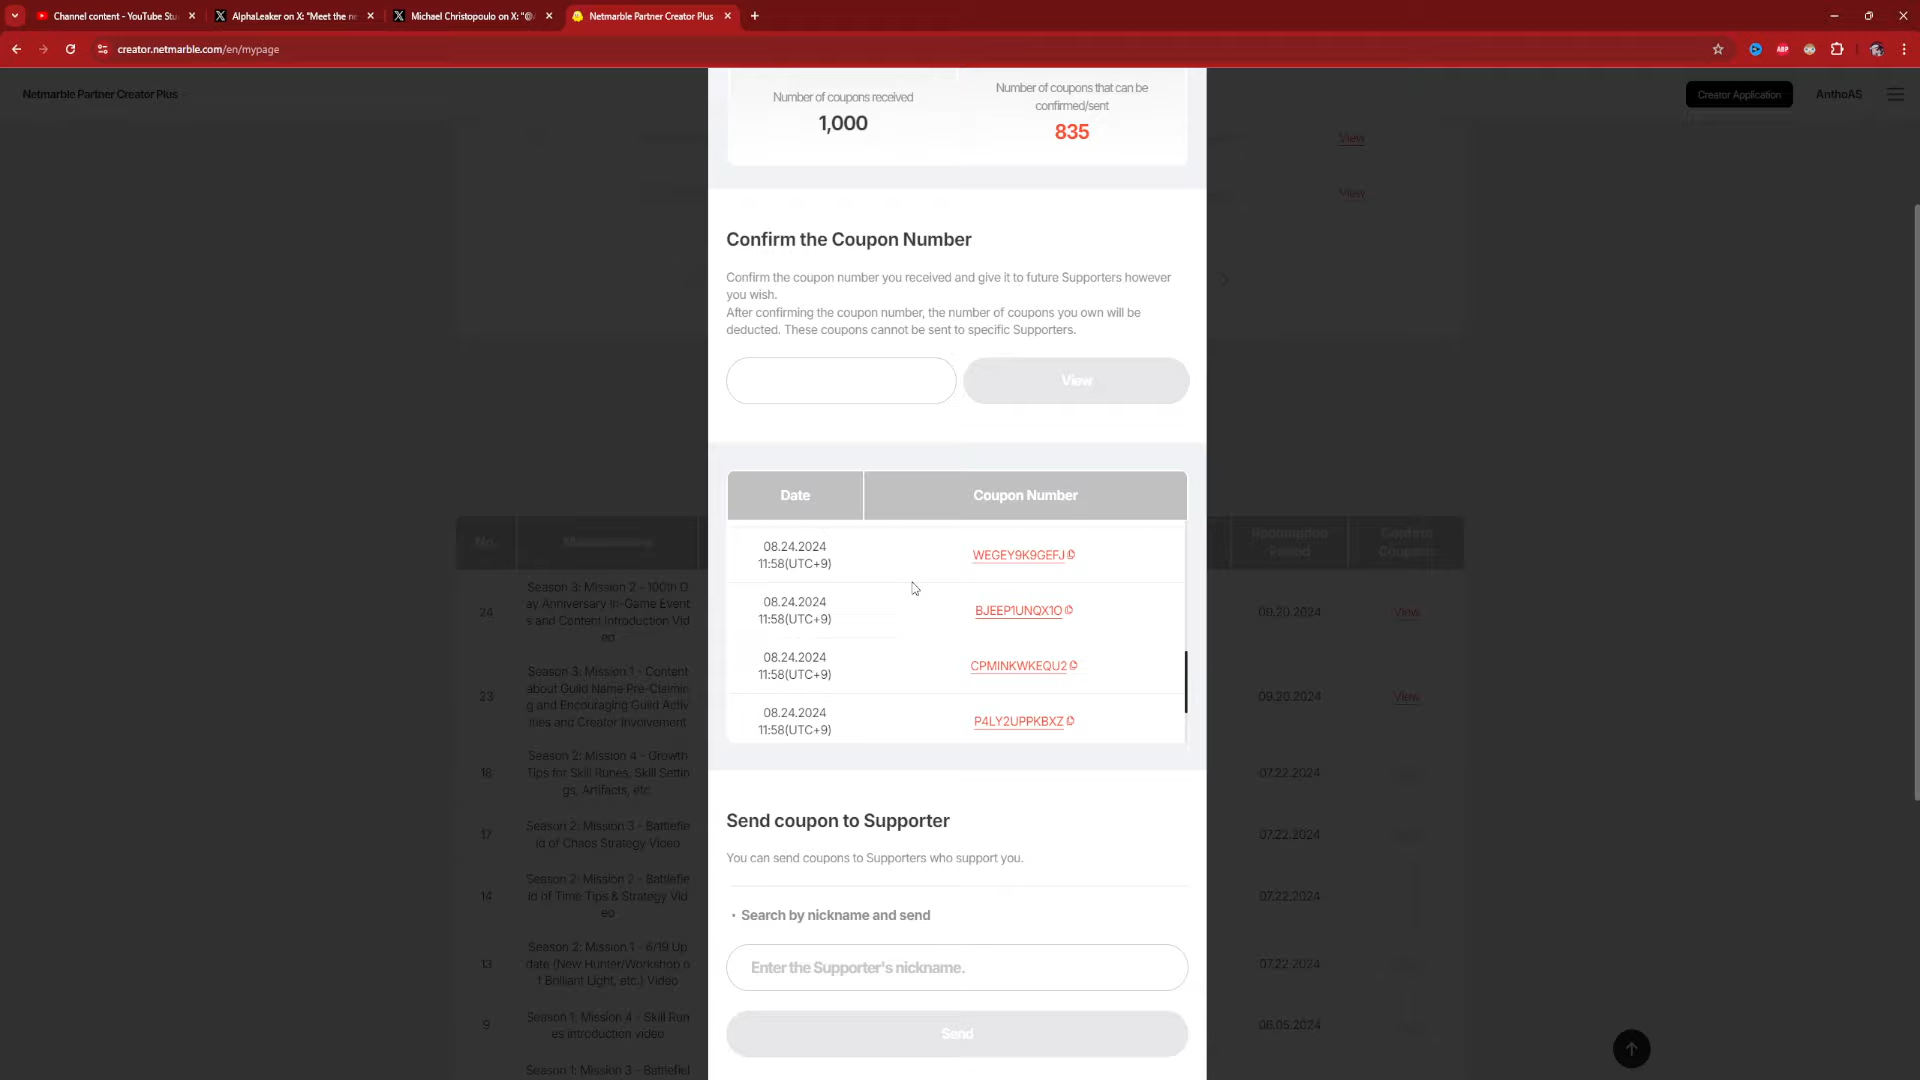 Channel content - YouTube Stu
AlphaLeaker on X: "Meet the ne
Michael Christopoulo on X: "@
Netmarble Partner Creator Plus
creator.netmarble.com/en/mypage
ABP
Netmarble Partner Creator Plus
Creator Application
AnthoAS
Number of coupons received
1,000
Number of coupons that can be
confirmed/sent
835
View
View
Confirm the Coupon Number
Confirm the coupon number you received and give it to future Supporters however
you wish.
After confirming the coupon number, the number of coupons you own will be
deducted. These coupons cannot be sent to specific Supporters.
View
Date
Coupon Number
08.24.2024
11:58(UTC+9)
WEGEY9K9GEFJ
08.24.2024
11:58(UTC+9)
BJEEP1UNQX1O
08.24.2024
11:58(UTC+9)
CPMINKWKEQU2
08.24.2024
11:58(UTC+9)
P4LY2UPPKBXZ
Send coupon to Supporter
You can send coupons to Supporters who support you.
• Search by nickname and send
Enter the Supporter's nickname.
Send
No.
Redemption
Period
Confirm
Coupons
24
Season 3: Mission 2 - 100th D
ay Anniversary In-Game Event
s and Content Introduction Vid
eo
09.20.2024
View
23
Season 3: Mission 1 - Content
about Guild Name Pre-Claimin
g and Encouraging Guild Activ
ities and Creator Involvement
09.20.2024
View
18
Season 2: Mission 4 - Growth
Tips for Skill Runes, Skill Settin
gs, Artifacts, etc.
07.22.2024
17
Season 2: Mission 3 - Battlefie
ld of Chaos Strategy Video
07.22.2024
14
Season 2: Mission 2 - Battlefie
ld of Time Tips & Strategy Vid
eo
07.22.2024
13
Season 2: Mission 1 - 6/19 Up
date (New Hunter/Workshop o
f Brilliant Light, etc.) Video
07.22.2024
9
Season 1: Mission 4 - Skill Run
es introduction video
06.05.2024
Season 1: Mission 3 - Battlefiel